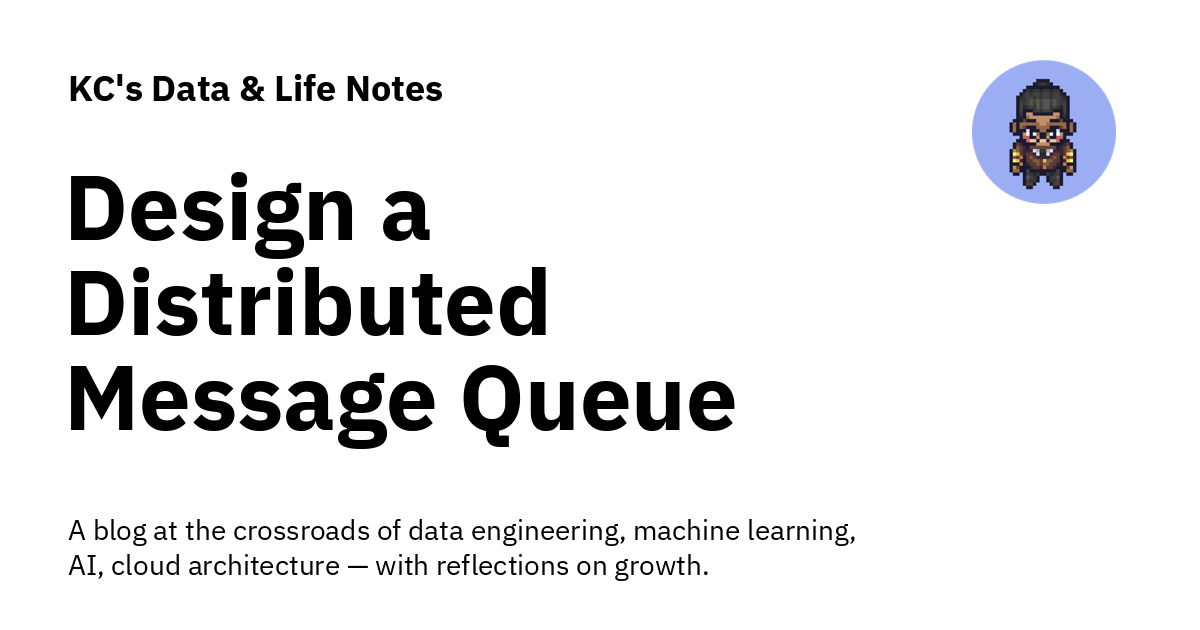 KC's Data & Life Notes
Design a
Distributed
Message Queue
A blog at the crossroads of data engineering, machine learning,
AI, cloud architecture — with reflections on growth.